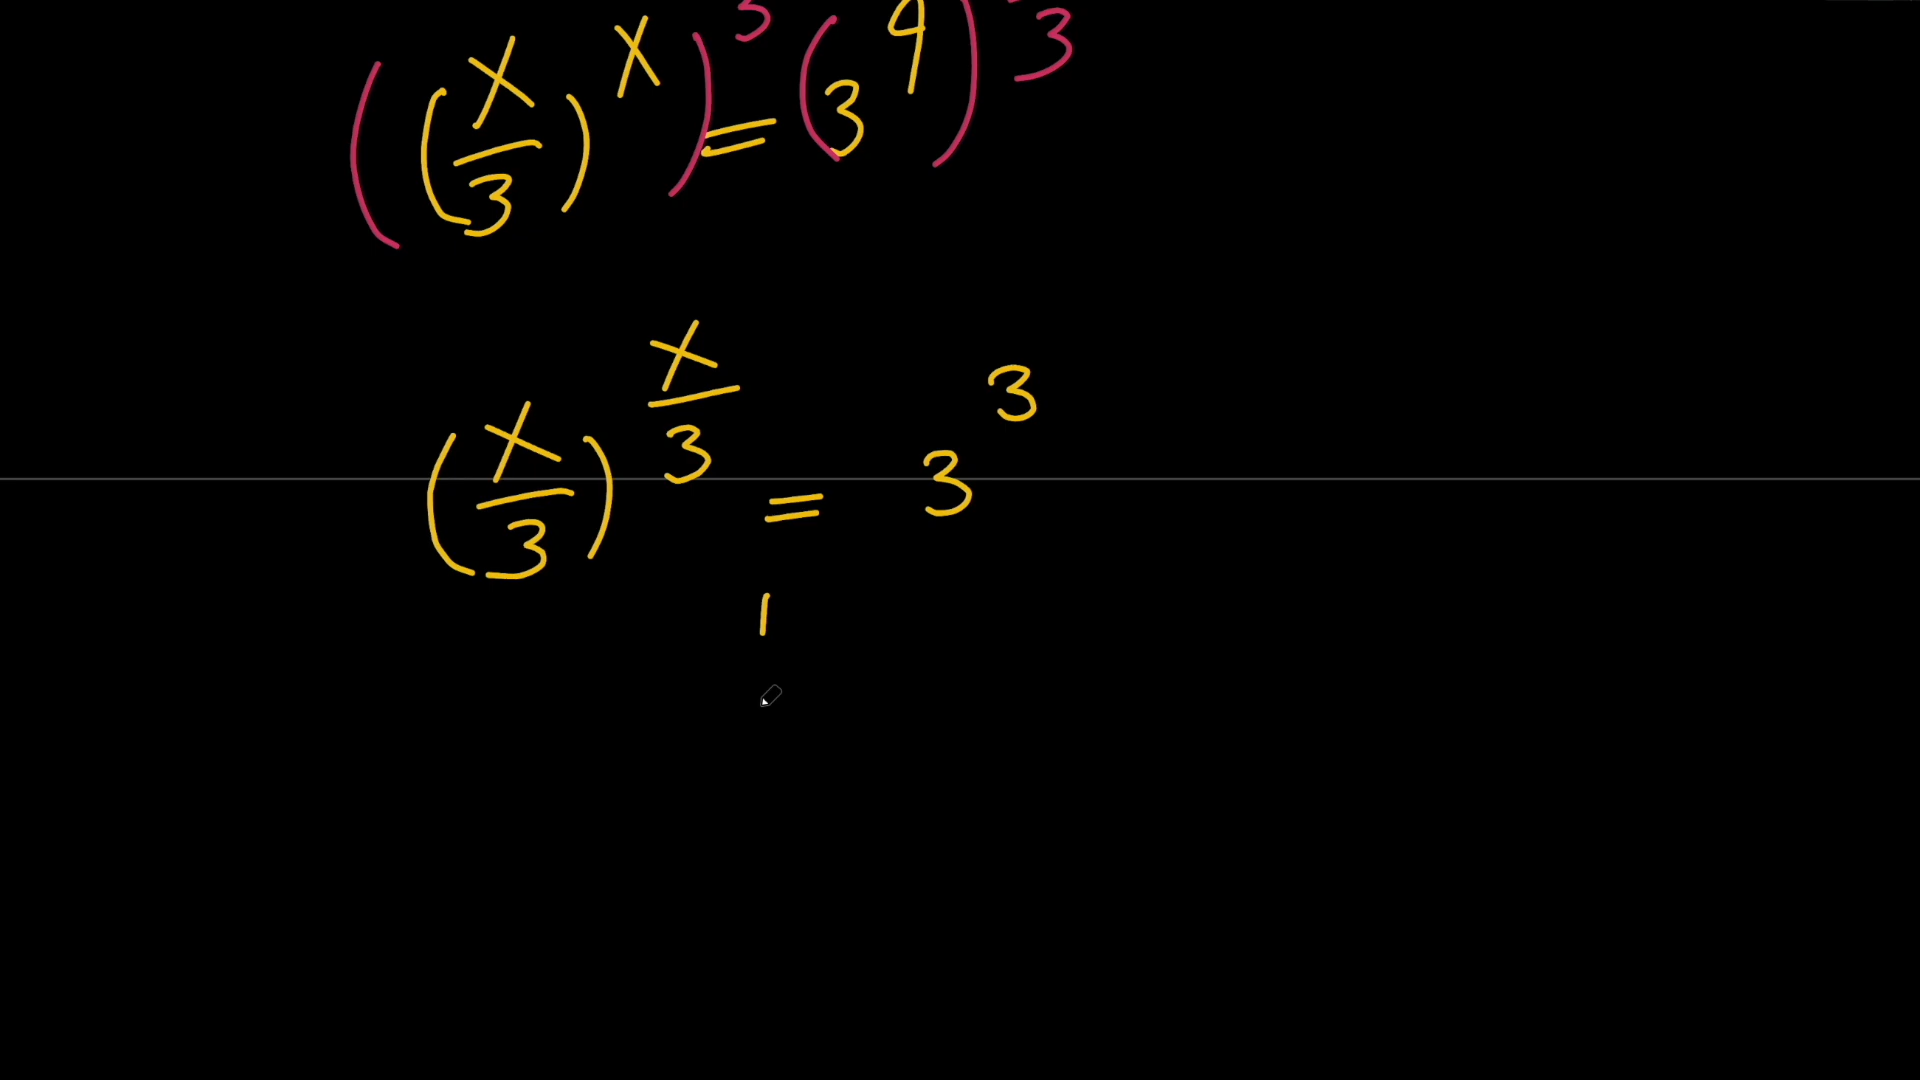 ((x/3)^x)^3 = (3^9)^3
(x/3)^(x/3) = 3^3
1